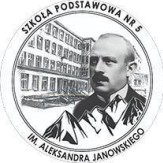 SZKOŁA PODSTAWOWA NR 5
IM. ALEKSANDRA JANOWSKIEGO